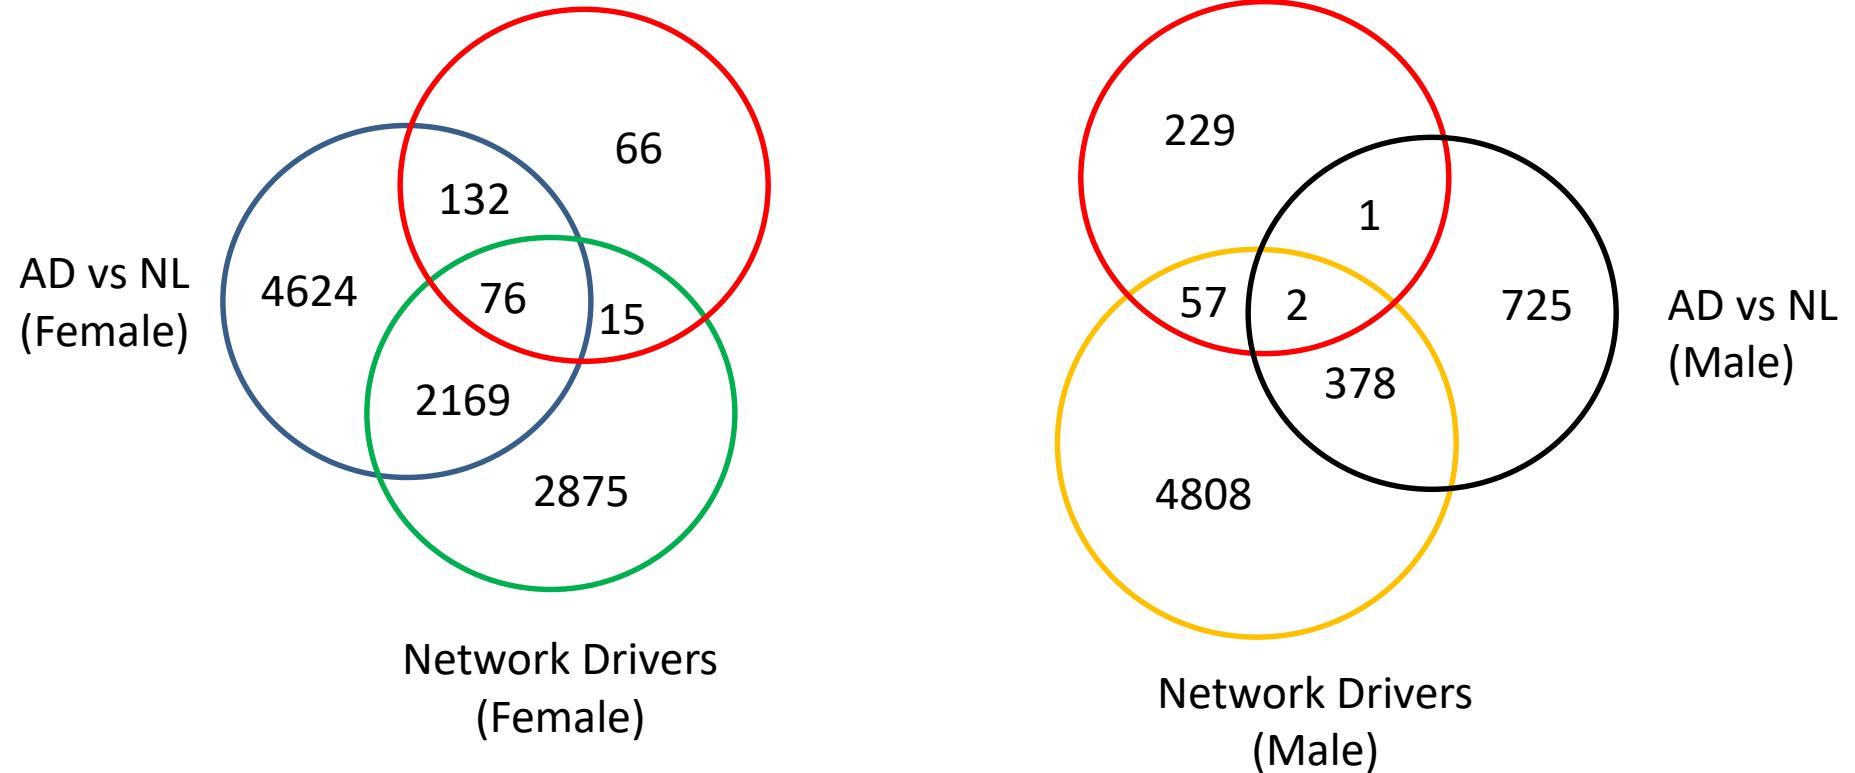 66
132
AD vs NL
(Female)
4624
76
15
2169
2875
Network Drivers
(Female)
229
1
57
2
725
AD vs NL
(Male)
378
4808
Network Drivers
(Male)